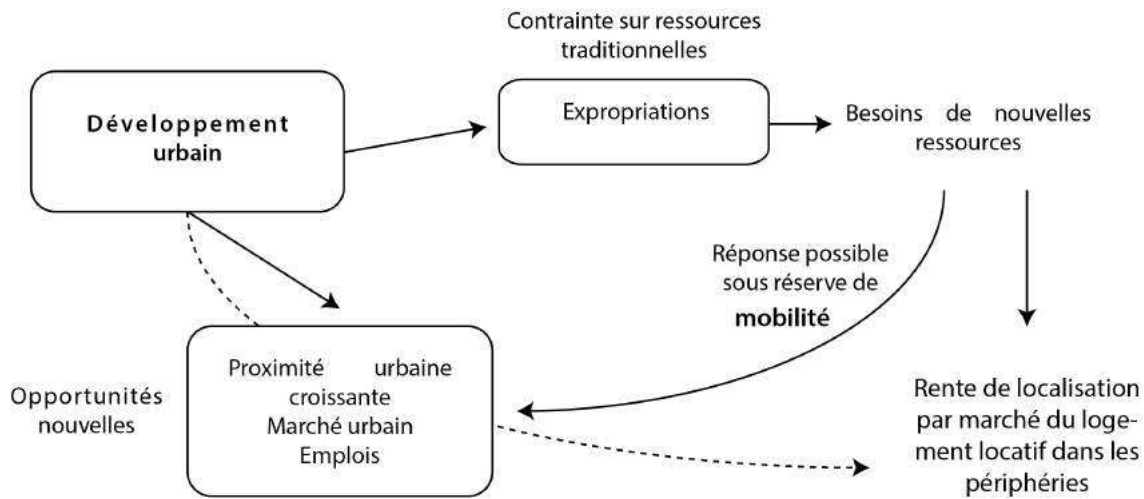 Contrainte sur ressources
traditionnelles
Développement
urbain
Expropriations
Besoins de nouvelles
ressources
Réponse possible
sous réserve de
mobilité
Opportunités
nouvelles
Proximité urbaine
croissante
Marché urbain
Emplois
Rente de localisation
par marché du loge-
ment locatif dans les
périphéries